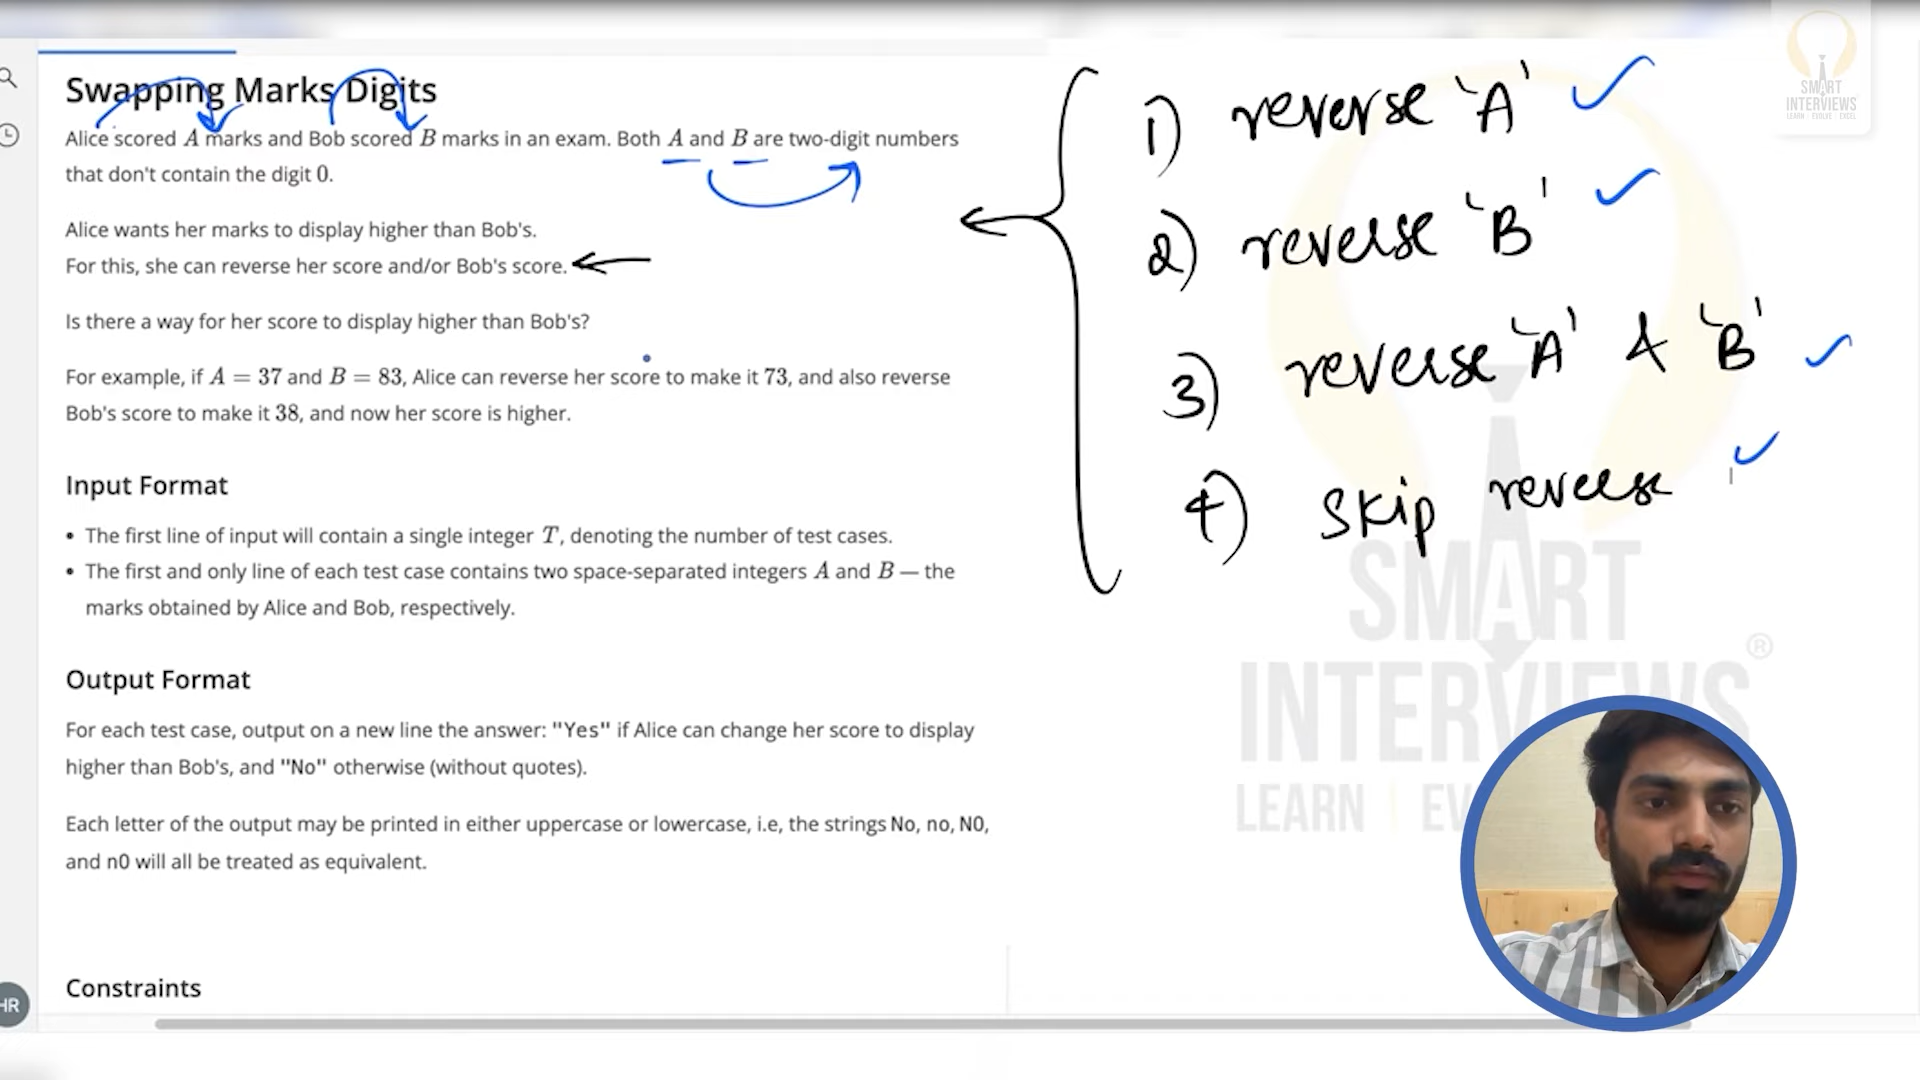 Swapping Marks Digits
Alice scored A marks and Bob scored B marks in an exam. Both A and B are two-digit numbers
that don't contain the digit 0.
Alice wants her marks to display higher than Bob's.
For this, she can reverse her score and/or Bob's score.
Is there a way for her score to display higher than Bob's?
For example, if A = 37 and B = 83, Alice can reverse her score to make it 73, and also reverse
Bob's score to make it 38, and now her score is higher.
Input Format
• The first line of input will contain a single integer T, denoting the number of test cases.
• The first and only line of each test case contains two space-separated integers A and B — the
marks obtained by Alice and Bob, respectively.
Output Format
For each test case, output on a new line the answer: "Yes" if Alice can change her score to display
higher than Bob's, and "No" otherwise (without quotes).
Each letter of the output may be printed in either uppercase or lowercase, i.e, the strings No, no, NO,
and nO will all be treated as equivalent.
Constraints
HR
1) reverse 'A'
2) reverse 'B'
3) reverse 'A' & 'B'
4) skip reverse
SMART
INTERVIEWS
LEARN | EVOLVE | EXCEL
SMART
INTERVIEWS ®
LEARN | EV